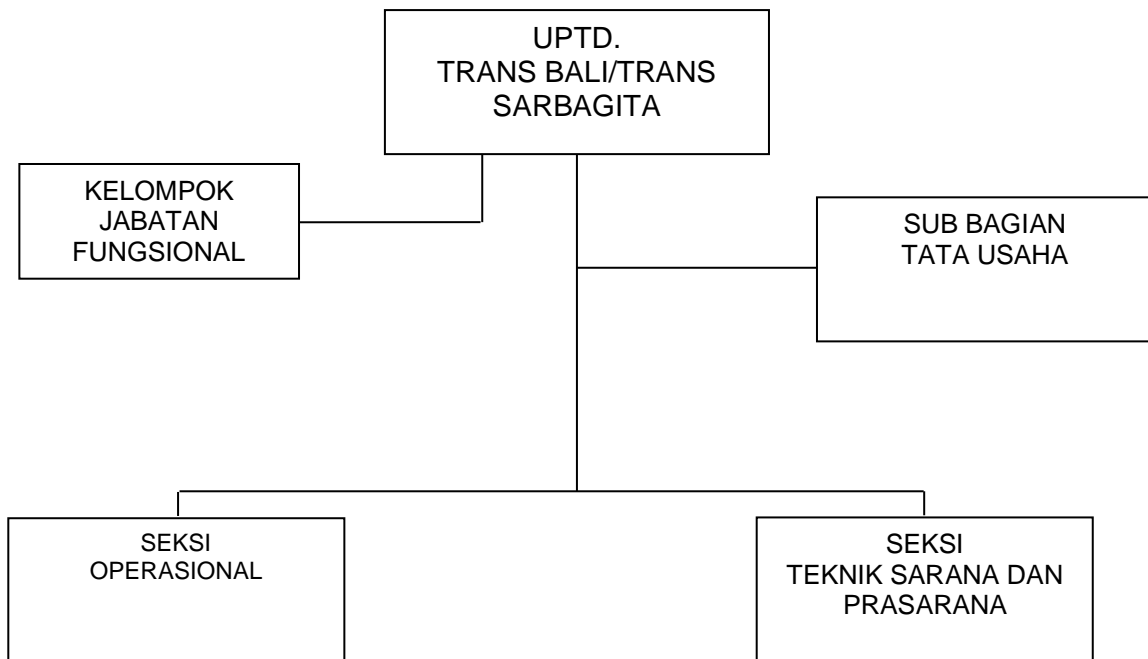 UPTD.
TRANS BALI/TRANS
SARBAGITA
KELOMPOK
JABATAN
FUNGSIONAL
SUB BAGIAN
TATA USAHA
SEKSI
OPERASIONAL
SEKSI
TEKNIK SARANA DAN
PRASARANA